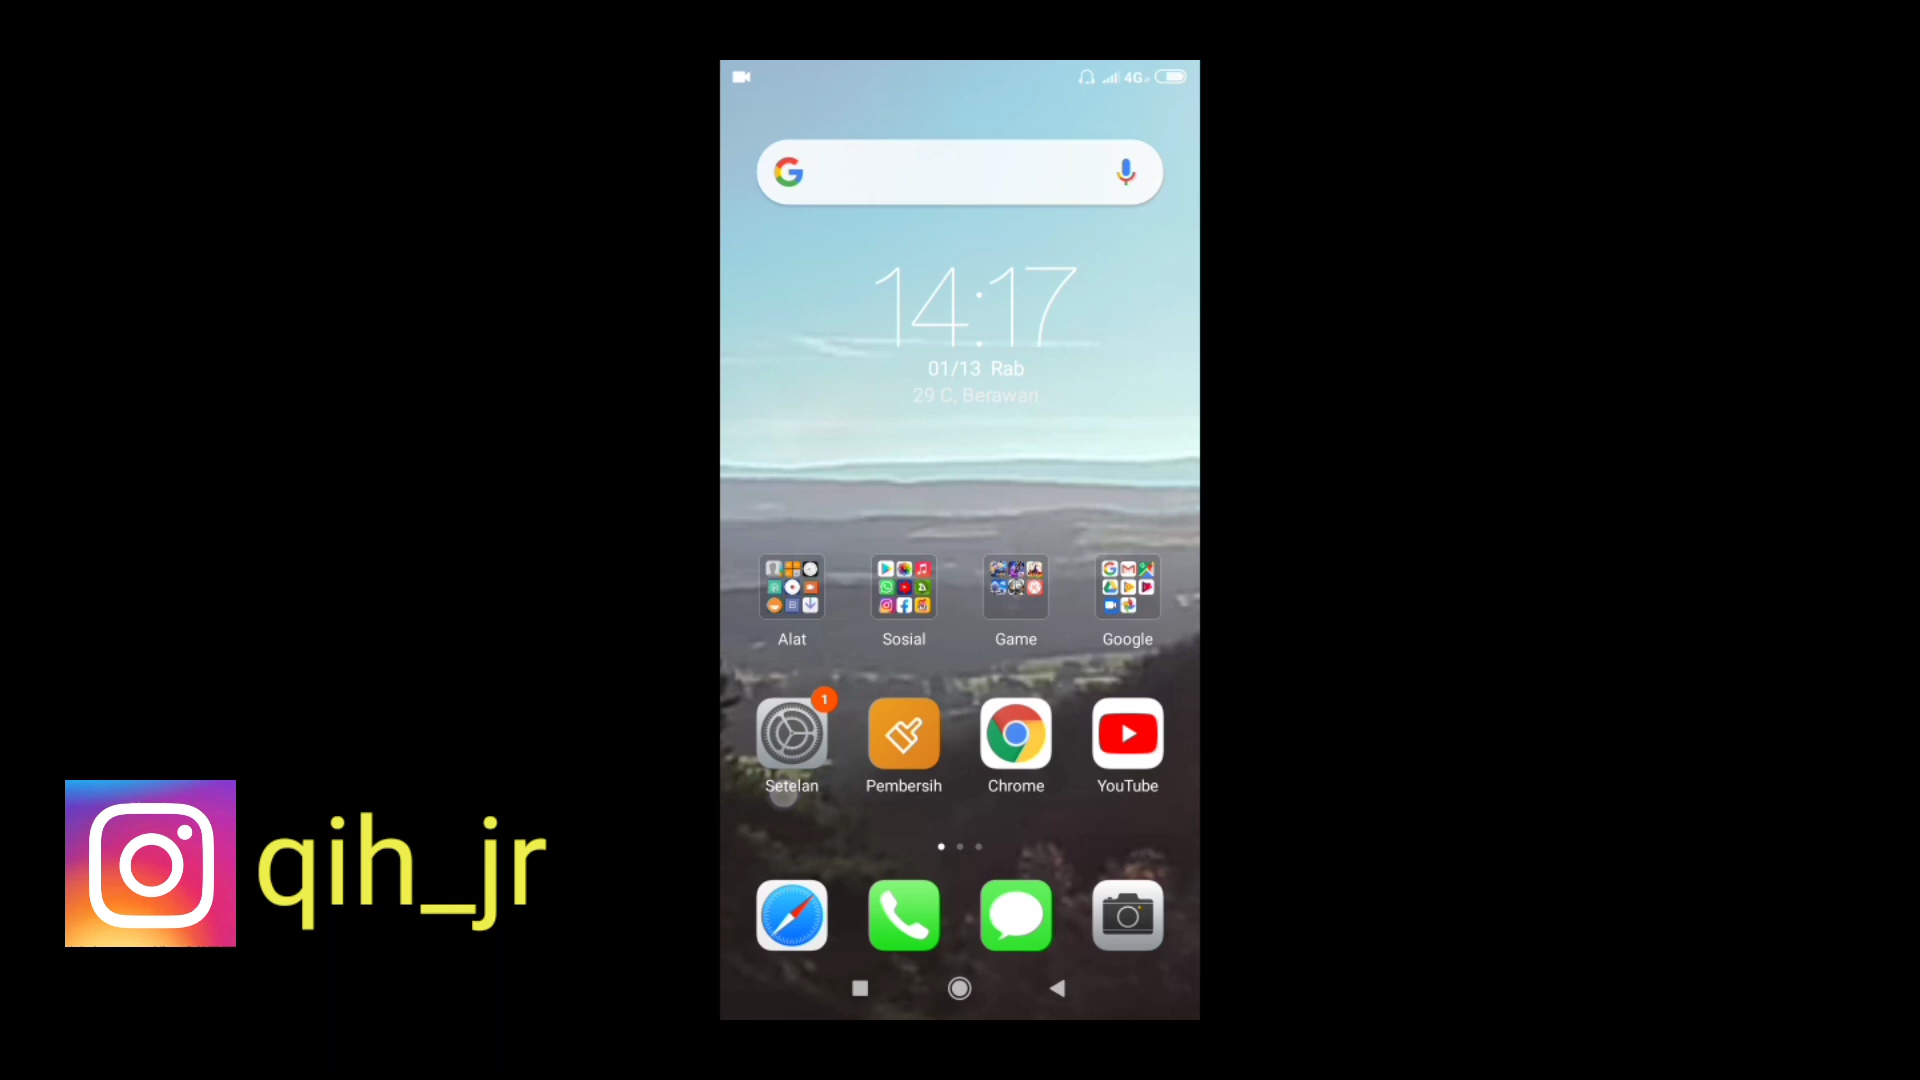 4G
14:17
01/13 Rab
29 C, Berawan
Alat
Sosial
Game
Google
1
Setelan
Pembersih
Chrome
YouTube
qih_jr